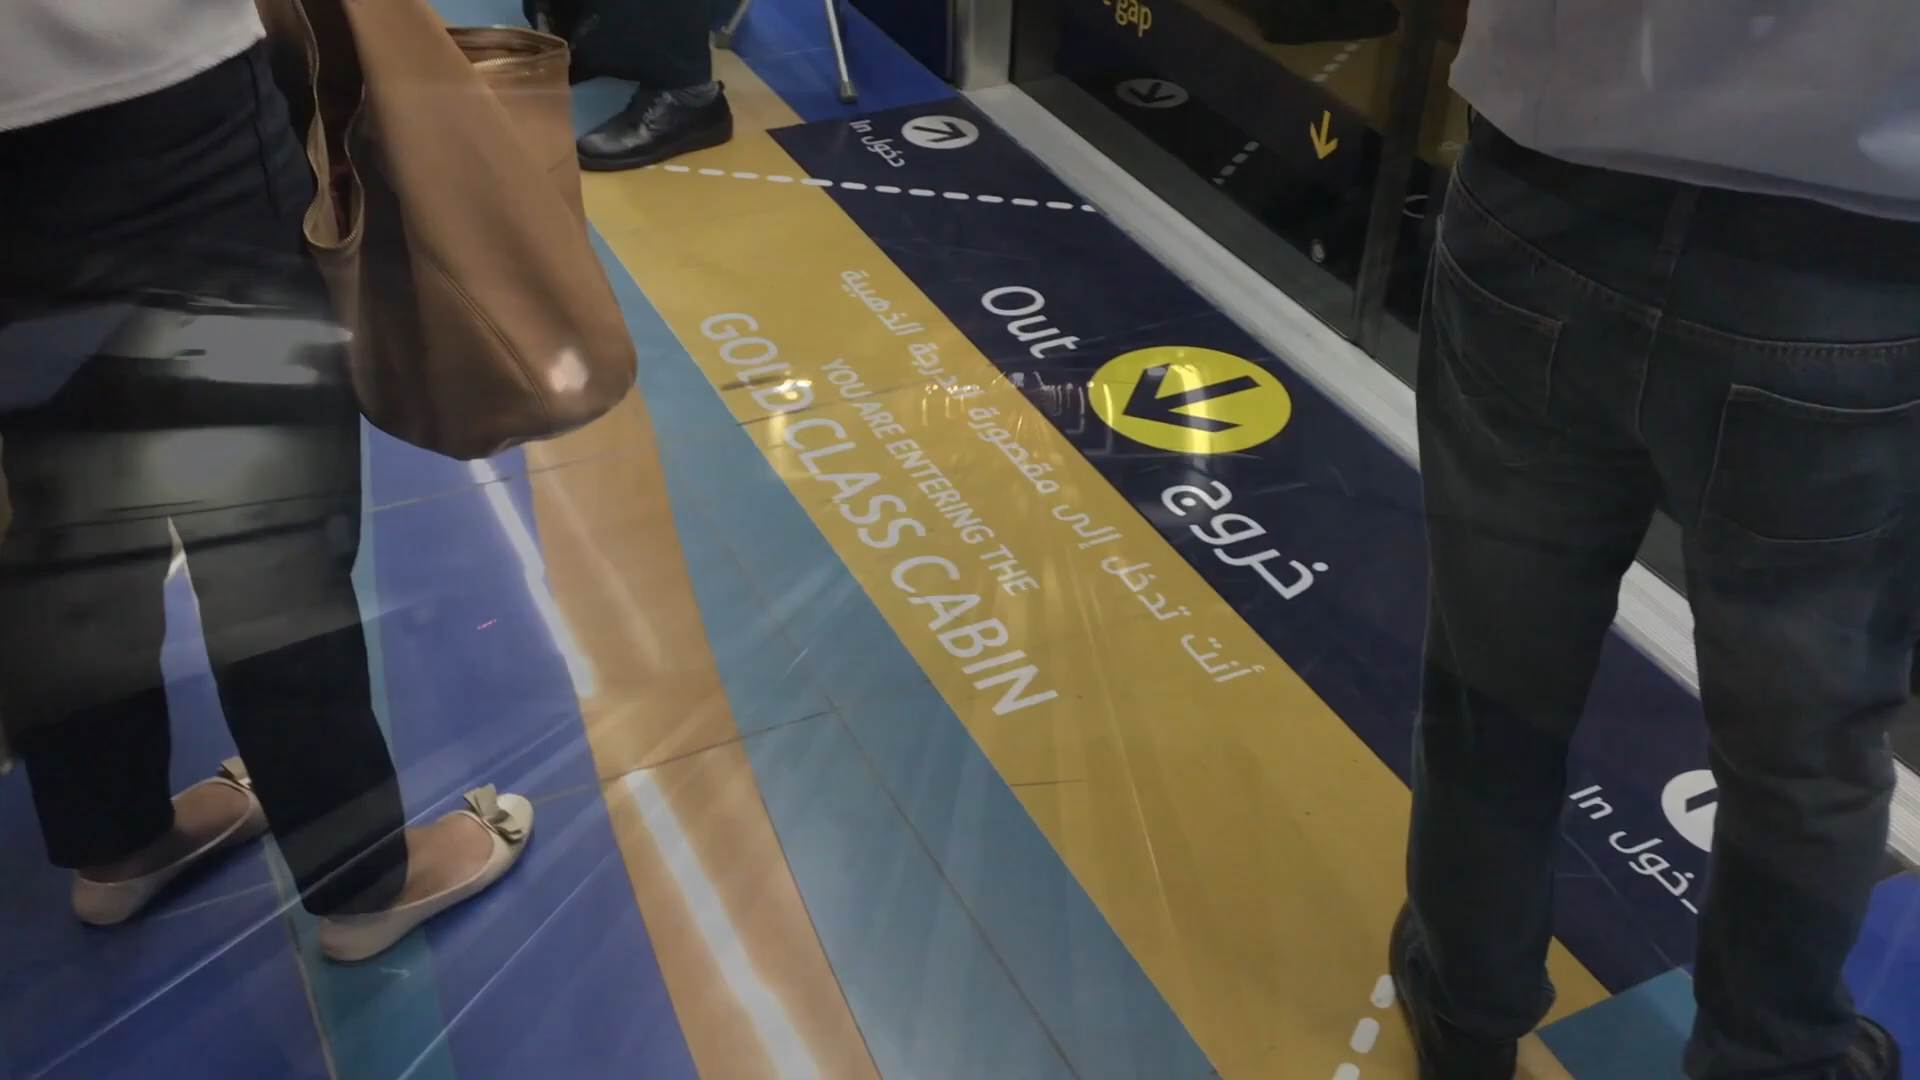 gap
In دخول
Out
خروج
أنت تدخل إلى مقصورة الدرجة الذهبية
YOU ARE ENTERING THE
GOLD CLASS CABIN
In دخول